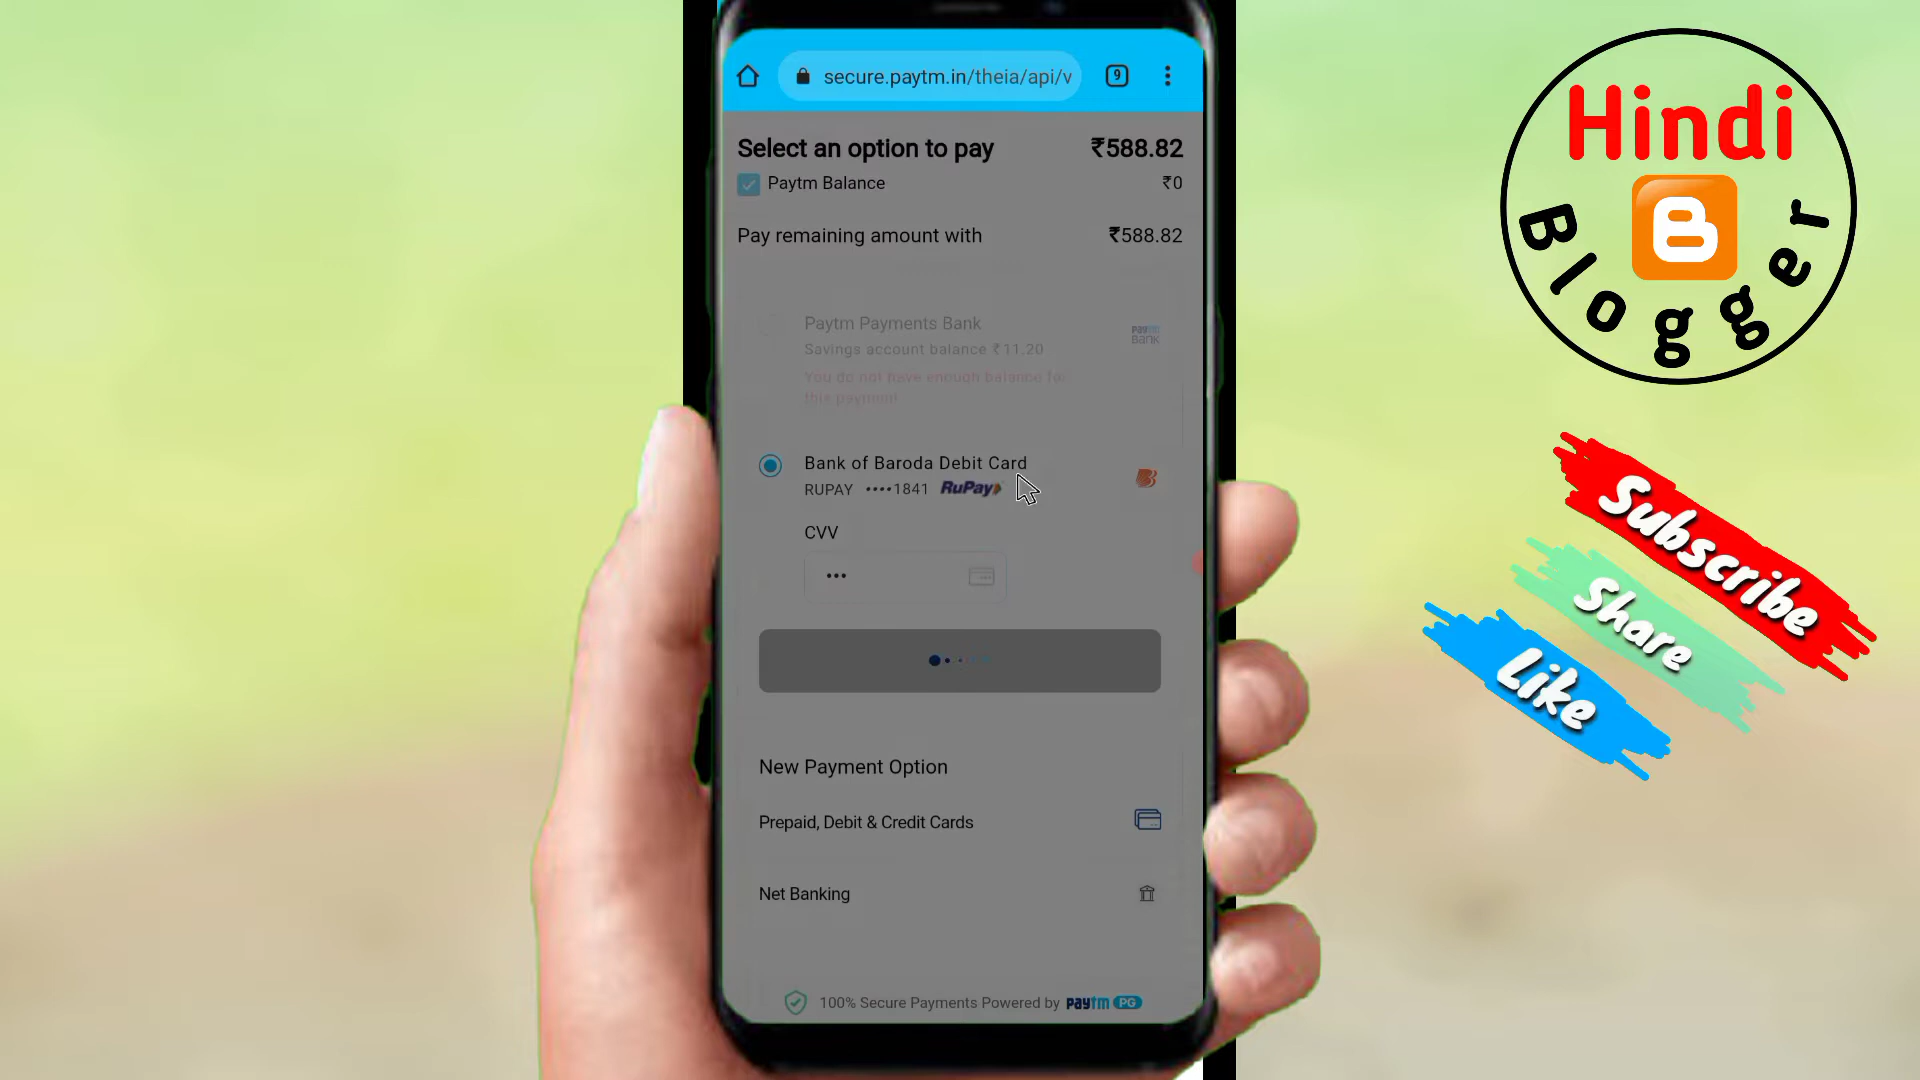 secure.paytm.in/theia/api/v
9
Select an option to pay ₹588.82
Paytm Balance ₹0
Pay remaining amount with ₹588.82
Paytm Payments Bank
paytm BANK
Savings account balance ₹ 11.20
You do not have enough balance for
this payment
Bank of Baroda Debit Card
RUPAY ••••1841 RuPay
CVV
•••
New Payment Option
Prepaid, Debit & Credit Cards
Net Banking
100% Secure Payments Powered by paytm PG
Hindi
B
Blogger
Subscribe
Share
Like